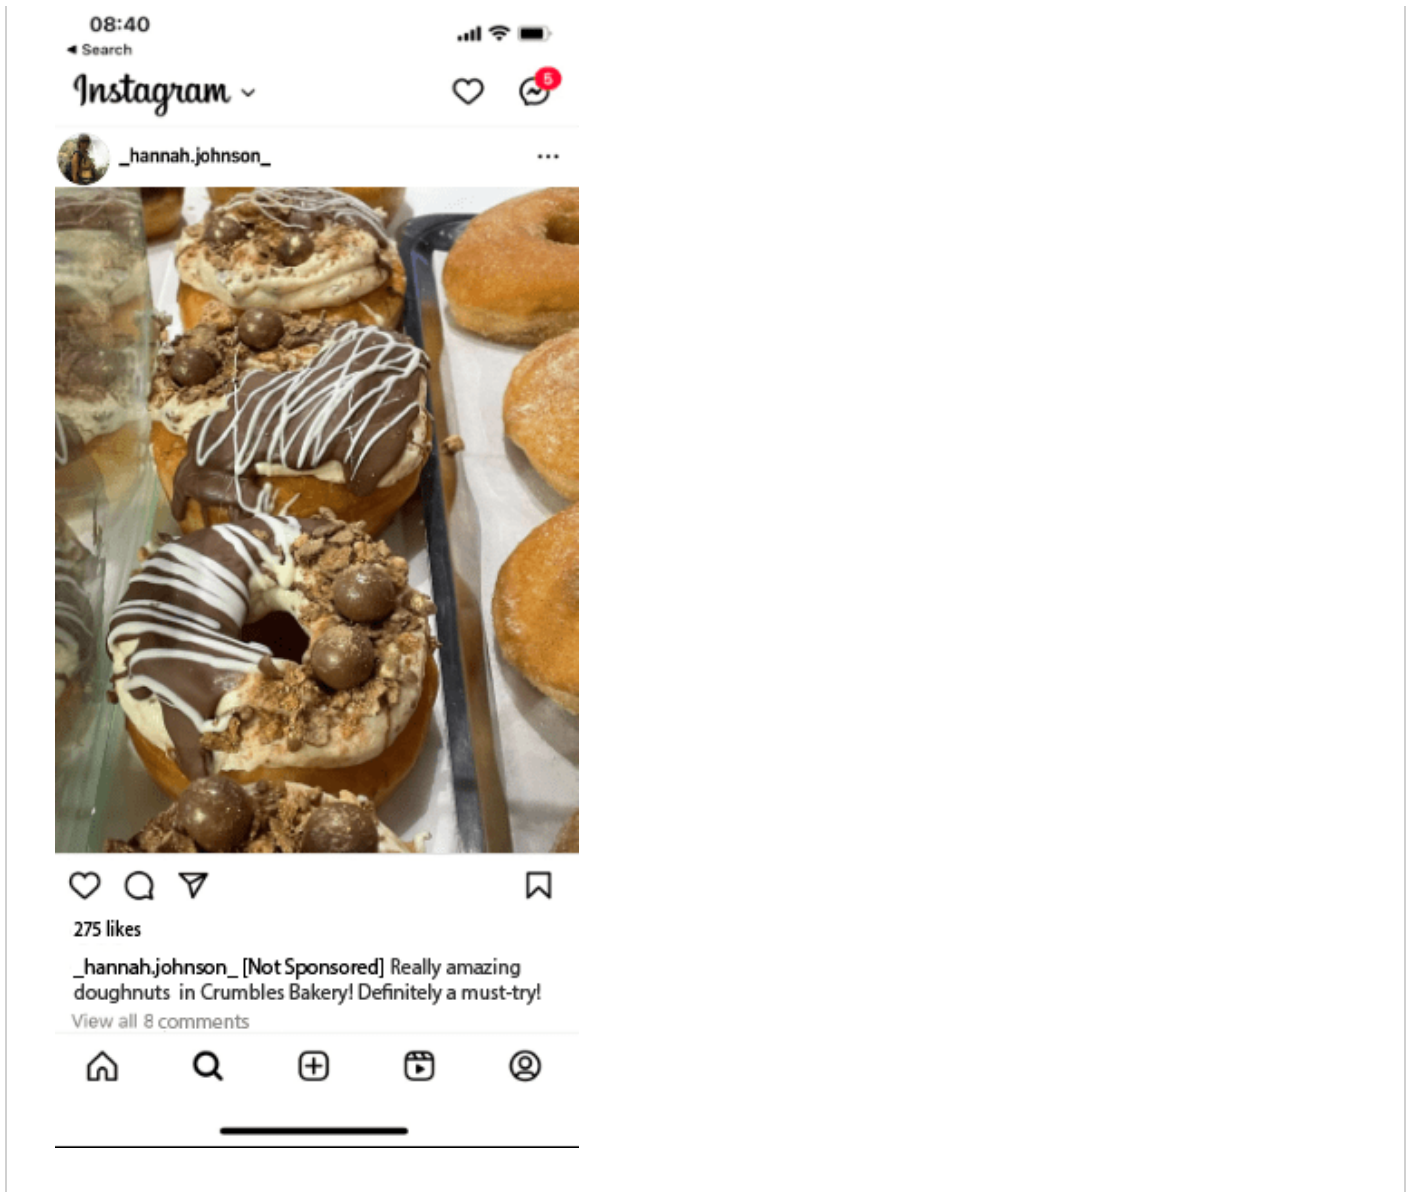 08:40
◀ Search
Instagram
5
_hannah.johnson_
275 likes
_hannah.johnson_ [Not Sponsored] Really amazing
doughnuts in Crumbles Bakery! Definitely a must-try!
View all 8 comments